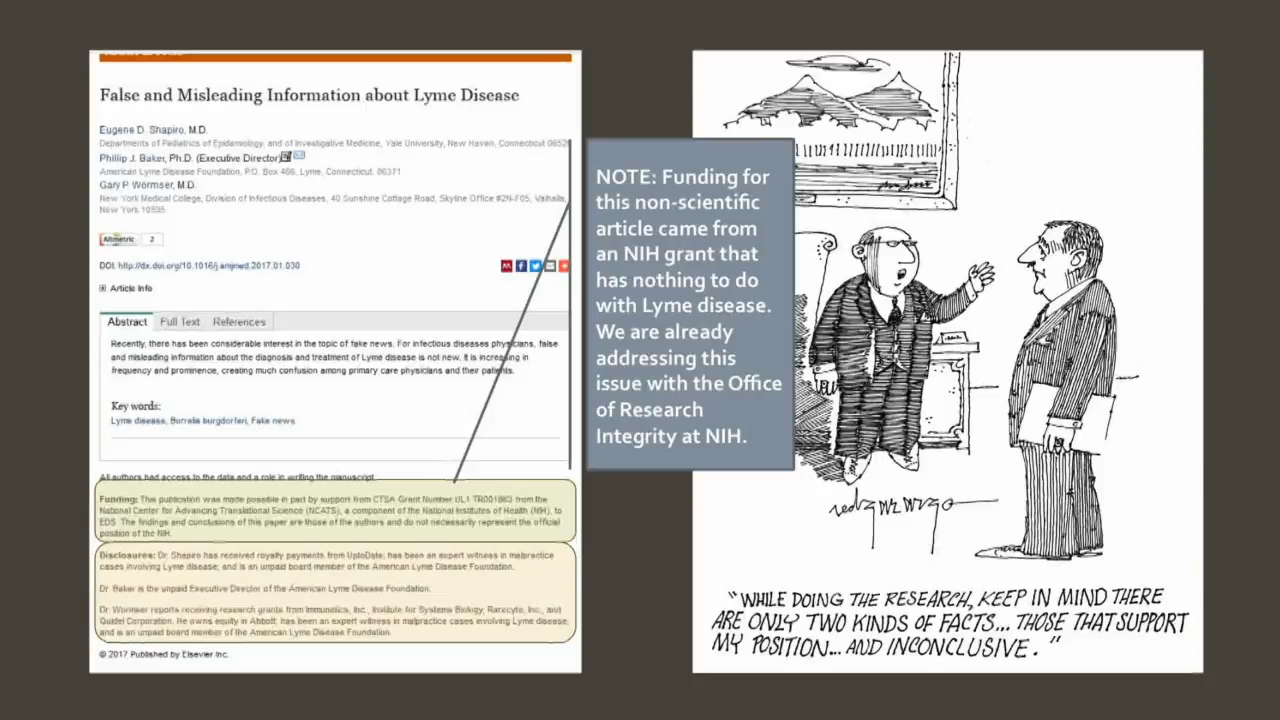 False and Misleading Information about Lyme Disease
Eugene D. Shapiro, M.D.
Departments of Pediatrics of Epidemiology, and of Investigative Medicine, Yale University, New Haven, Connecticut
Phillip J. Baker, Ph.D. (Executive Director)
American Lyme Disease Foundation, P.O. Box 466, Lyme, Connecticut. 06371
Gary P. Wormser, M.D.
New York Medical College, Division of Infectious Diseases, 40 Sunshine Cottage Road, Skyline Office #2N-F05, Valhalla,
New York 10595
Altmetric 2
DOI: http://dx.doi.org/10.1016/j.amjmed.2017.01.030
Article Info
Abstract Full Text References
Recently, there has been considerable interest in the topic of fake news. For infectious diseases physicians, false
and misleading information about the diagnosis and treatment of Lyme disease is not new. It is increasing in
frequency and prominence, creating much confusion among primary care physicians and their patients.
Key words:
Lyme disease, Borrelia burgdorferi, Fake news
All authors had access to the data and a role in writing the manuscript.
Funding: This publication was made possible in part by support from CTSA Grant Number UL1 TR001863 from the
National Center for Advancing Translational Science (NCATS), a component of the National Institutes of Health (NIH), to
EDS. The findings and conclusions of this paper are those of the authors and do not necessarily represent the official
position of the NIH.
Disclosures: Dr. Shapiro has received royalty payments from UptoDate; has been an expert witness in malpractice
cases involving Lyme disease; and is an unpaid board member of the American Lyme Disease Foundation.
Dr. Baker is the unpaid Executive Director of the American Lyme Disease Foundation.
Dr. Wormser reports receiving research grants from Immunetics, Inc., Institute for Systems Biology, Rarecyte, Inc., and
Quidel Corporation. He owns equity in Abbott; has been an expert witness in malpractice cases involving Lyme disease;
and is an unpaid board member of the American Lyme Disease Foundation.
© 2017 Published by Elsevier Inc.
NOTE: Funding for
this non-scientific
article came from
an NIH grant that
has nothing to do
with Lyme disease.
We are already
addressing this
issue with the Office
of Research
Integrity at NIH.
"WHILE DOING THE RESEARCH, KEEP IN MIND THERE
ARE ONLY TWO KINDS OF FACTS... THOSE THAT SUPPORT
MY POSITION... AND INCONCLUSIVE."